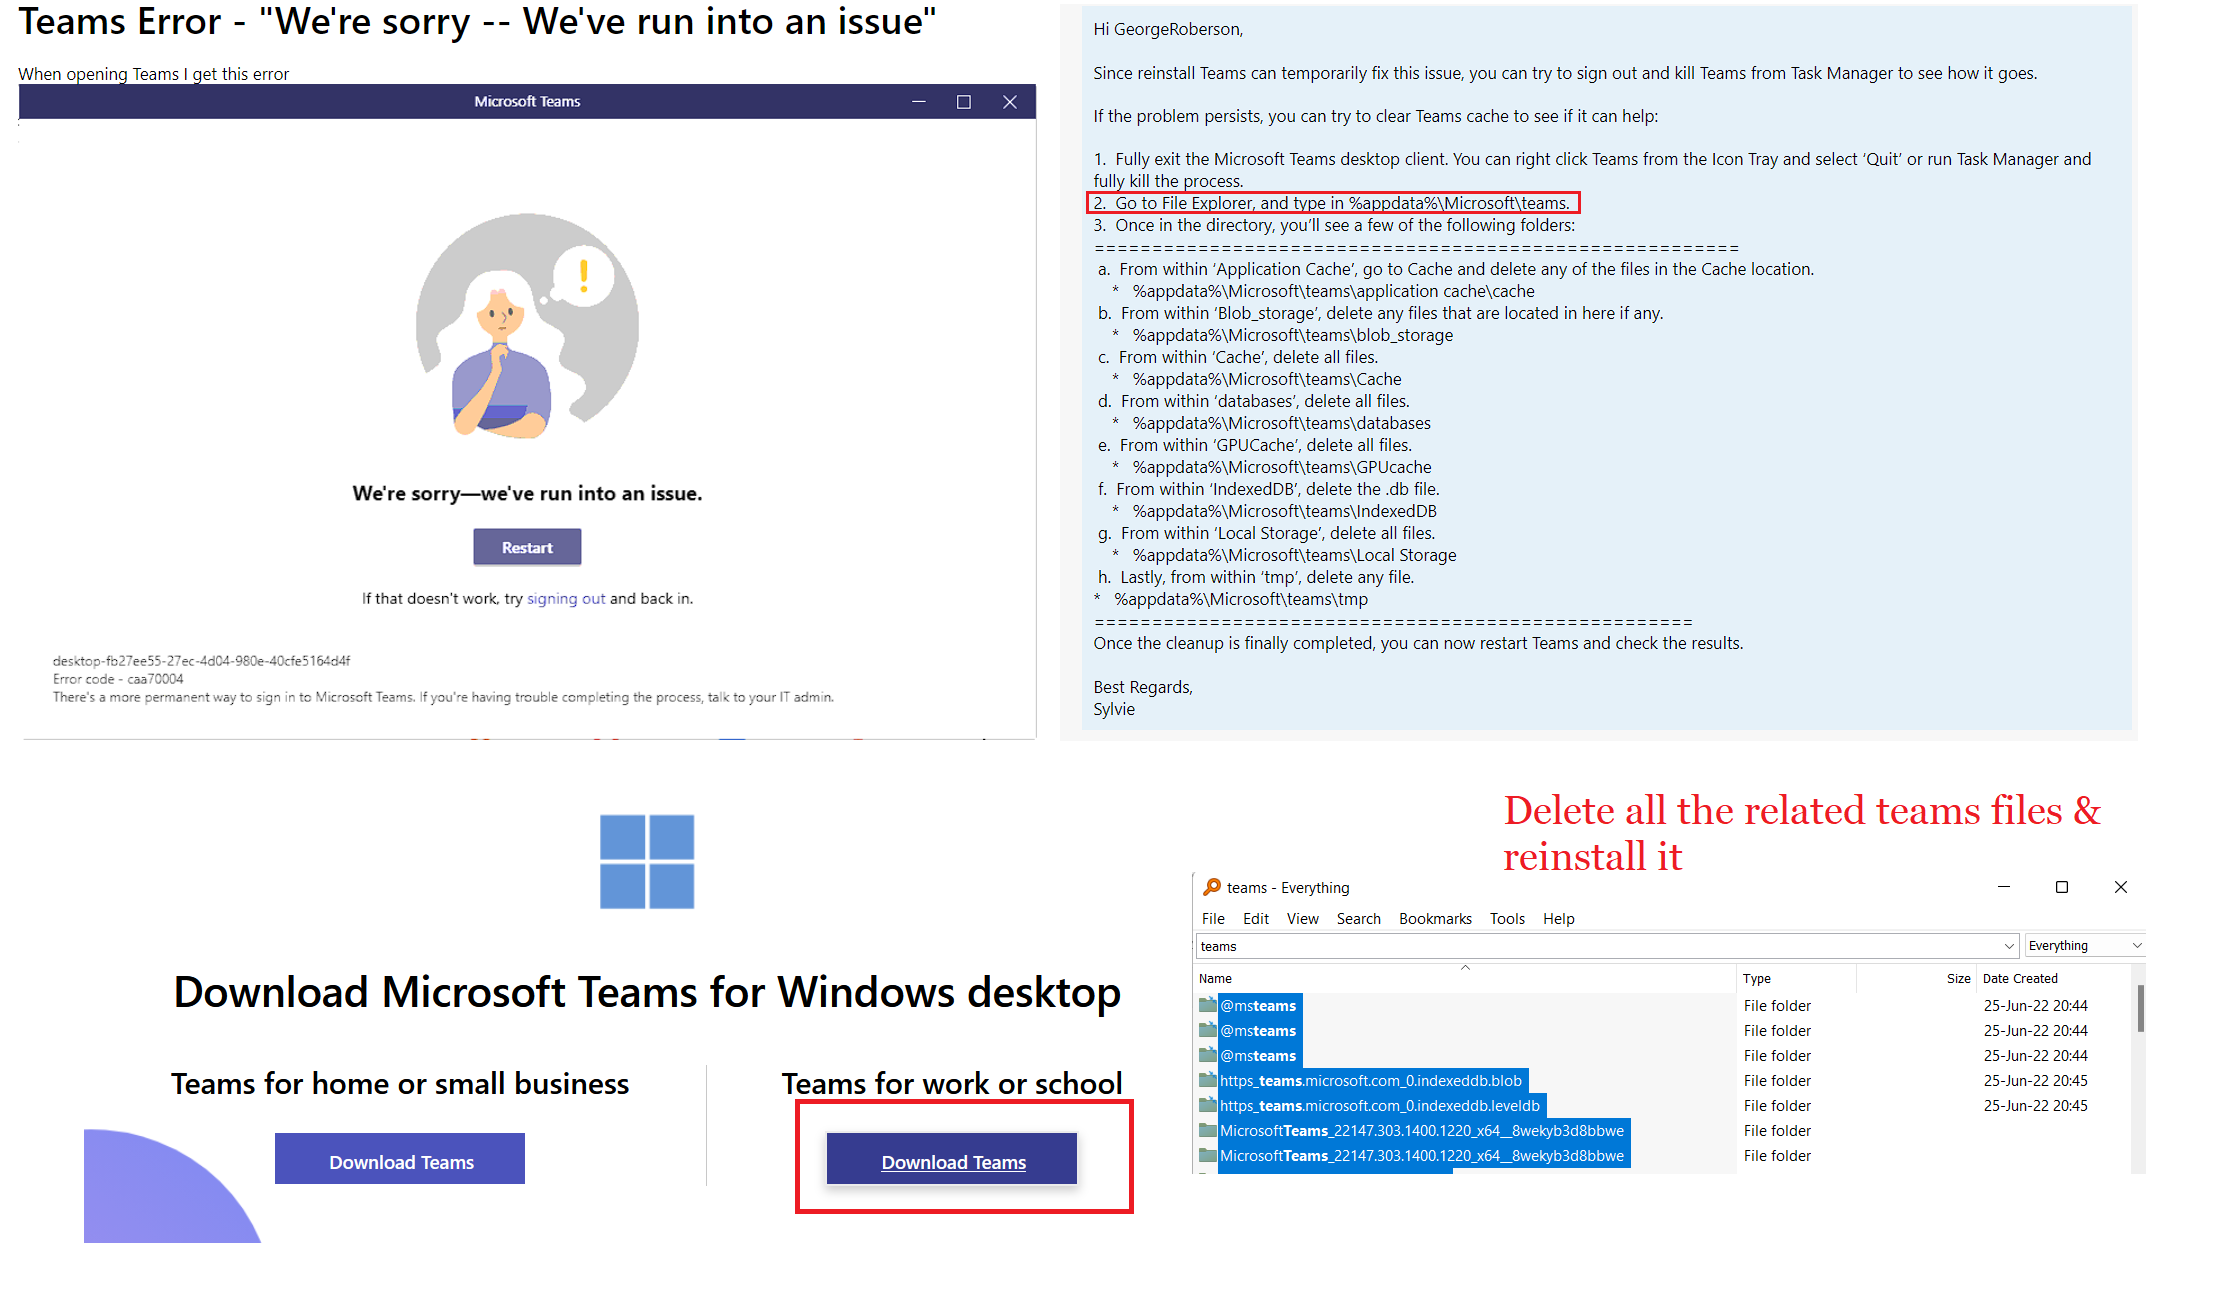 Teams Error - "We're sorry -- We've run into an issue"
When opening Teams I get this error
Microsoft Teams
!
We're sorry—we've run into an issue.
Restart
If that doesn't work, try signing out and back in.
desktop-fb27ee55-27ec-4d04-980e-40cfe5164d4f
Error code - caa70004
There's a more permanent way to sign in to Microsoft Teams. If you're having trouble completing the process, talk to your IT admin.
Hi GeorgeRoberson,
Since reinstall Teams can temporarily fix this issue, you can try to sign out and kill Teams from Task Manager to see how it goes.
If the problem persists, you can try to clear Teams cache to see if it can help:
1. Fully exit the Microsoft Teams desktop client. You can right click Teams from the Icon Tray and select ‘Quit’ or run Task Manager and
fully kill the process.
2. Go to File Explorer, and type in %appdata%\Microsoft\teams.
3. Once in the directory, you’ll see a few of the following folders:
========================================================
a. From within ‘Application Cache’, go to Cache and delete any of the files in the Cache location.
* %appdata%\Microsoft\teams\application cache\cache
b. From within ‘Blob_storage’, delete any files that are located in here if any.
* %appdata%\Microsoft\teams\blob_storage
c. From within ‘Cache’, delete all files.
* %appdata%\Microsoft\teams\Cache
d. From within ‘databases’, delete all files.
* %appdata%\Microsoft\teams\databases
e. From within ‘GPUCache’, delete all files.
* %appdata%\Microsoft\teams\GPUcache
f. From within ‘IndexedDB’, delete the .db file.
* %appdata%\Microsoft\teams\IndexedDB
g. From within ‘Local Storage’, delete all files.
* %appdata%\Microsoft\teams\Local Storage
h. Lastly, from within ‘tmp’, delete any file.
* %appdata%\Microsoft\teams\tmp
====================================================
Once the cleanup is finally completed, you can now restart Teams and check the results.
Best Regards,
Sylvie
Download Microsoft Teams for Windows desktop
Teams for home or small business
Download Teams
Teams for work or school
Download Teams
Delete all the related teams files &
reinstall it
teams - Everything
File Edit View Search Bookmarks Tools Help
teams Everything
Name Type Size Date Created
@msteams File folder 25-Jun-22 20:44
@msteams File folder 25-Jun-22 20:44
@msteams File folder 25-Jun-22 20:44
https_teams.microsoft.com_0.indexeddb.blob File folder 25-Jun-22 20:45
https_teams.microsoft.com_0.indexeddb.leveldb File folder 25-Jun-22 20:45
MicrosoftTeams_22147.303.1400.1220_x64__8wekyb3d8bbwe File folder
MicrosoftTeams_22147.303.1400.1220_x64__8wekyb3d8bbwe File folder